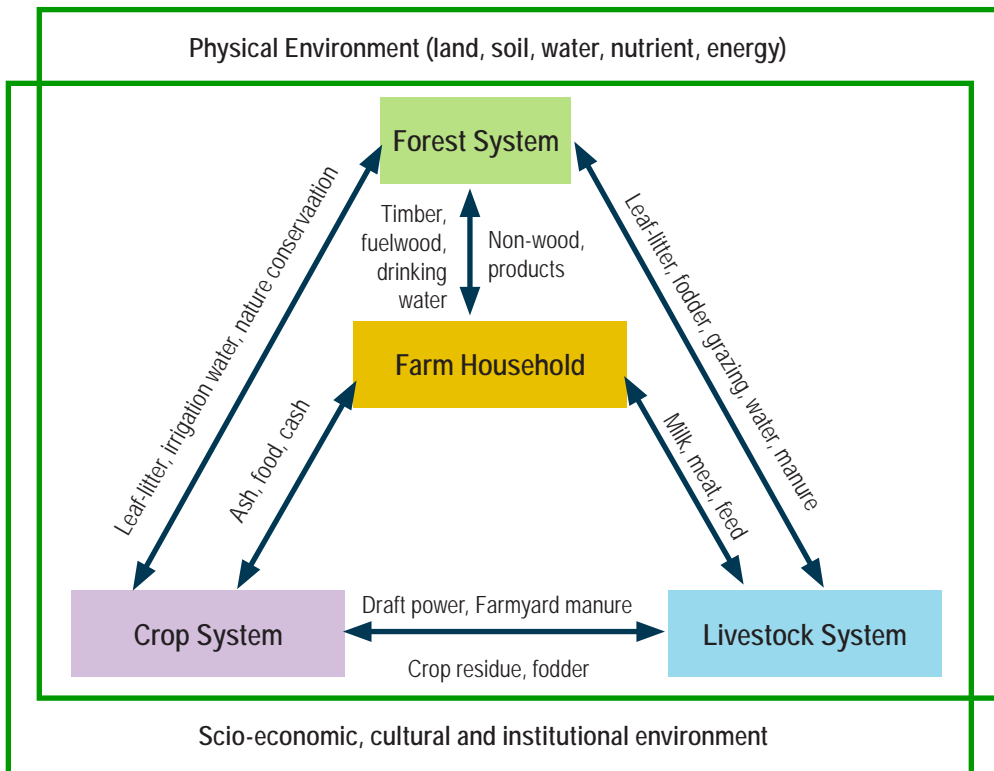 Physical Environment (land, soil, water, nutrient, energy)
Forest System
Leaf-litter, irrigation water, nature conservaation
Timber,
fuelwood,
drinking
water
Non-wood,
products
Leaf-litter, fodder, grazing, water, manure
Farm Household
Ash, food, cash
Milk, meat, feed
Crop System
Draft power, Farmyard manure
Crop residue, fodder
Livestock System
Scio-economic, cultural and institutional environment